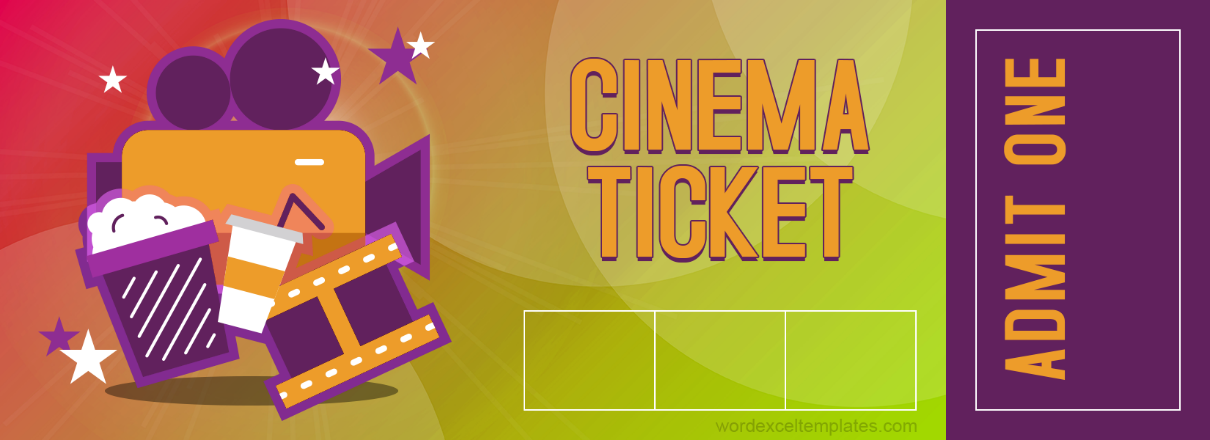 CINEMA
TICKET
ADMIT ONE
wordexceltemplates.com